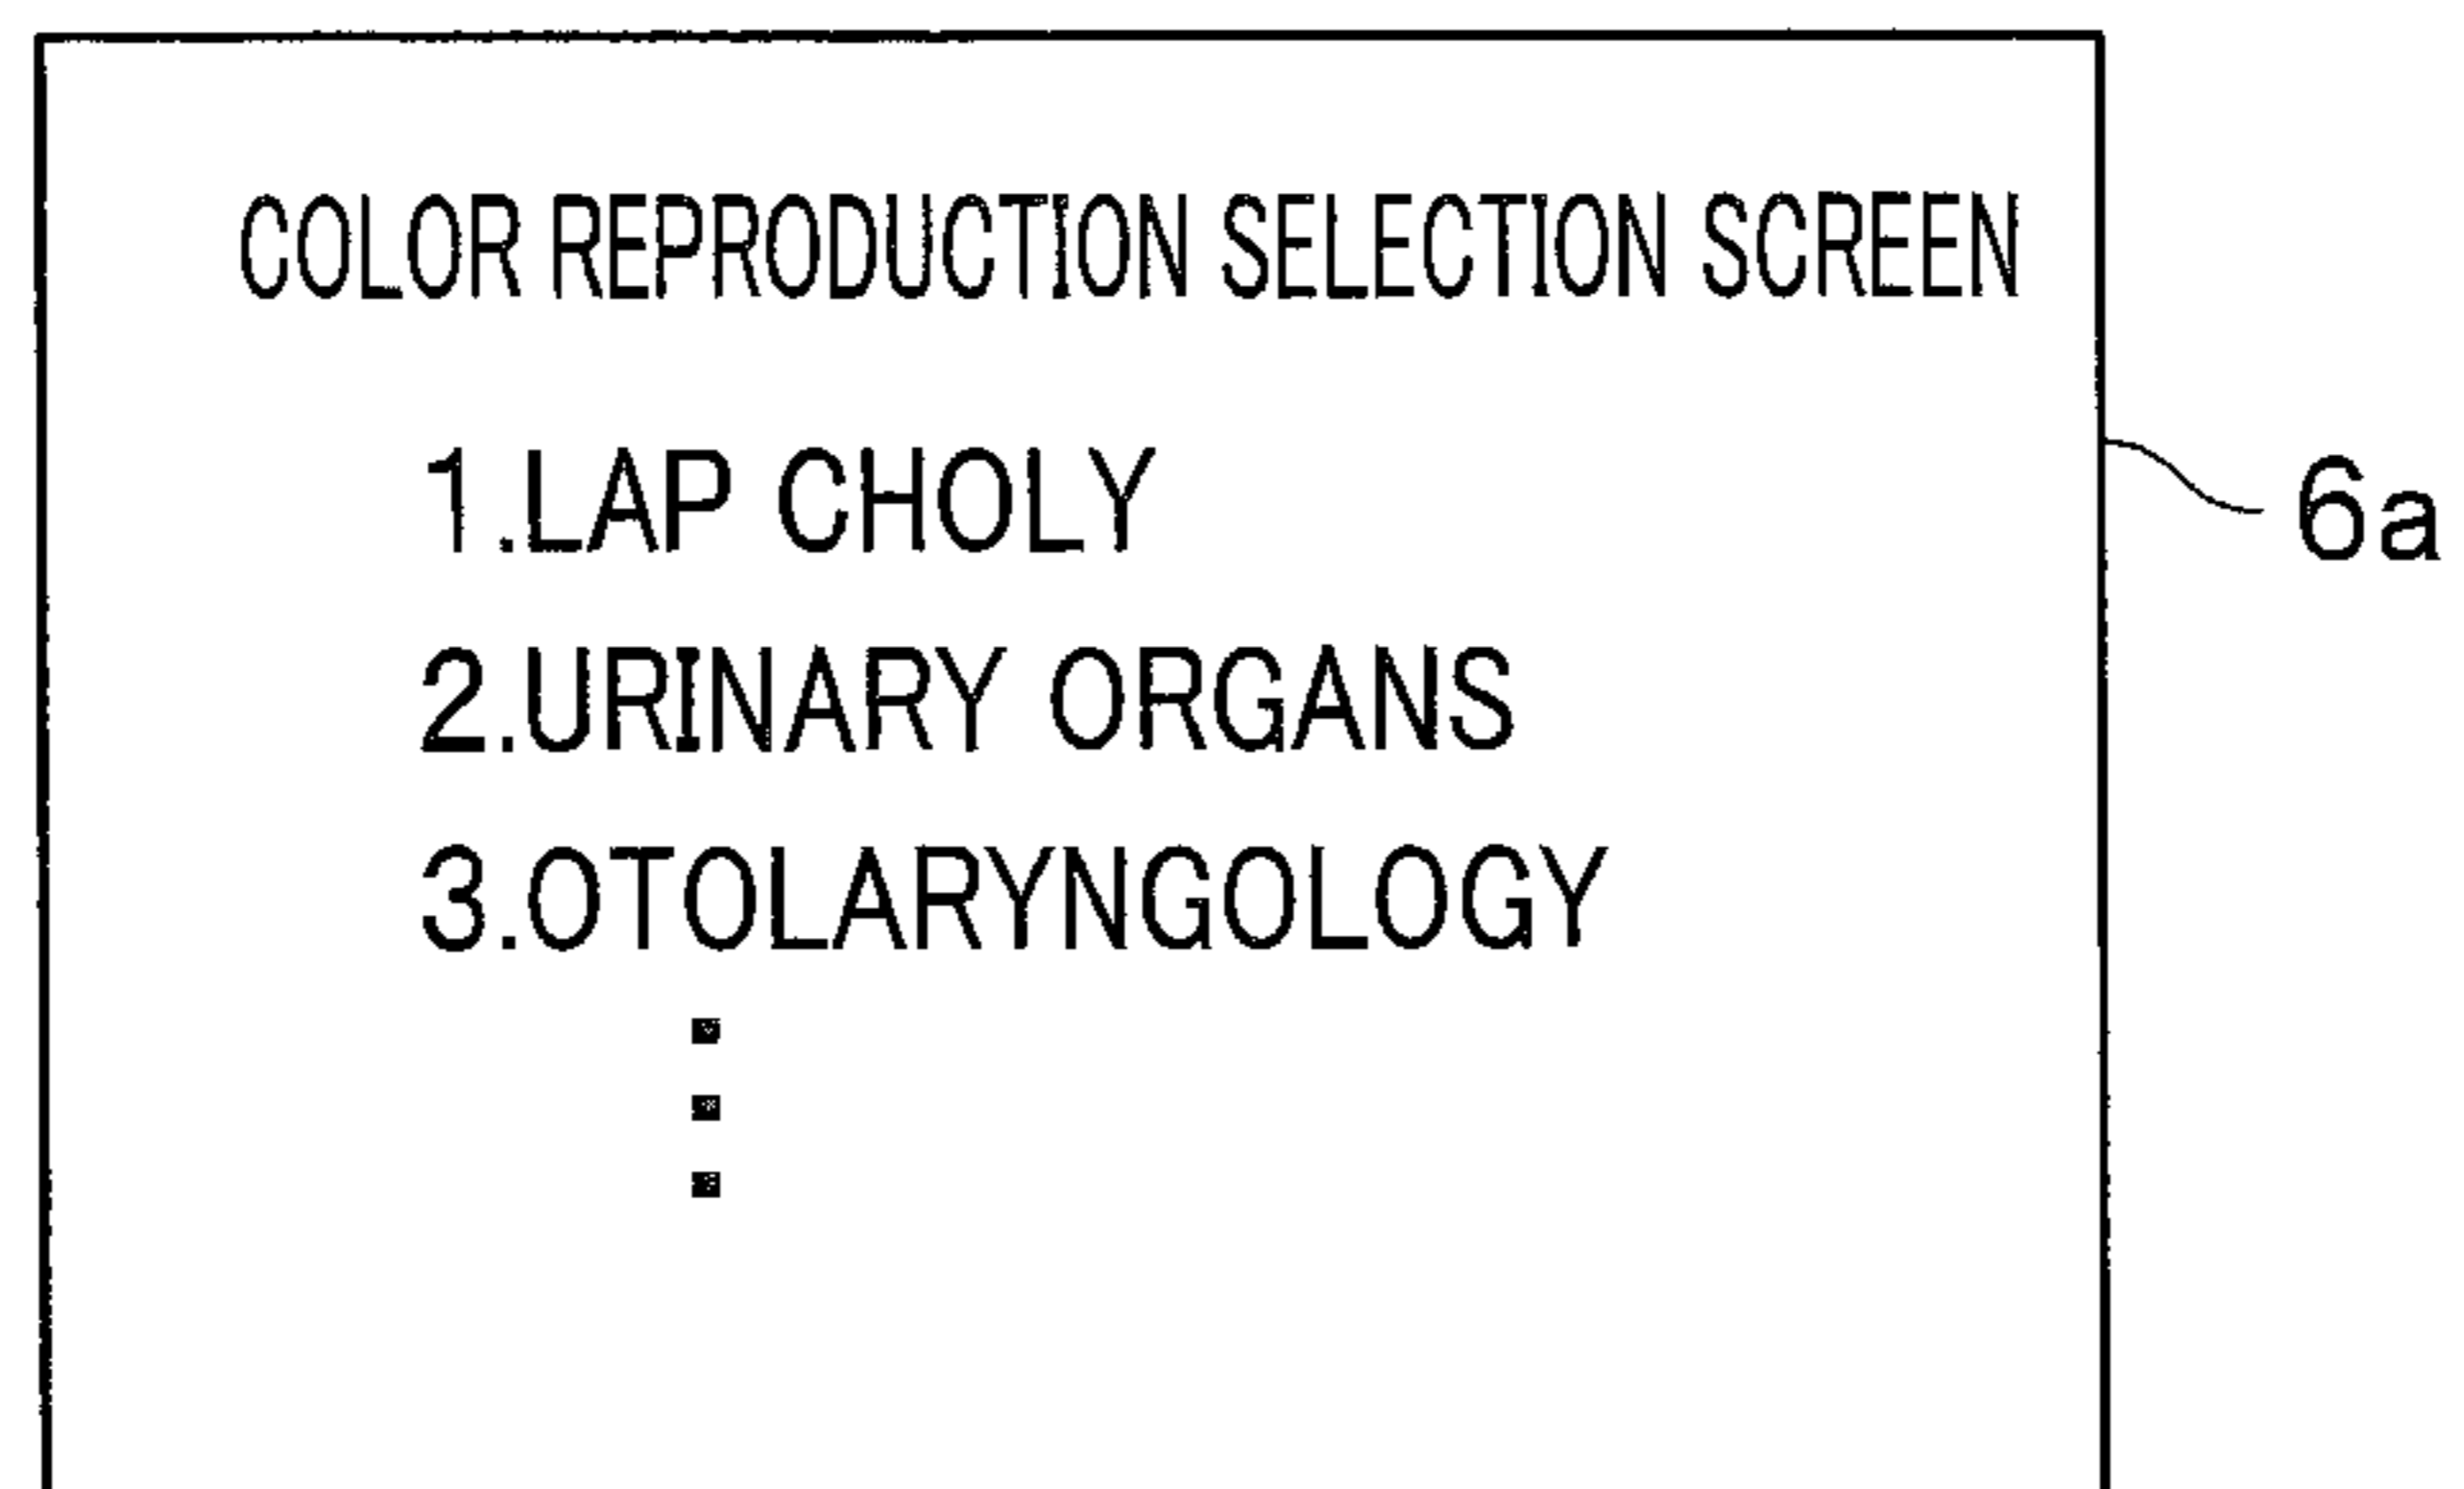 COLOR REPRODUCTION SELECTION SCREEN
1.LAP CHOLY
6a
2.URINARY ORGANS
3.OTOLARYNGOLOGY